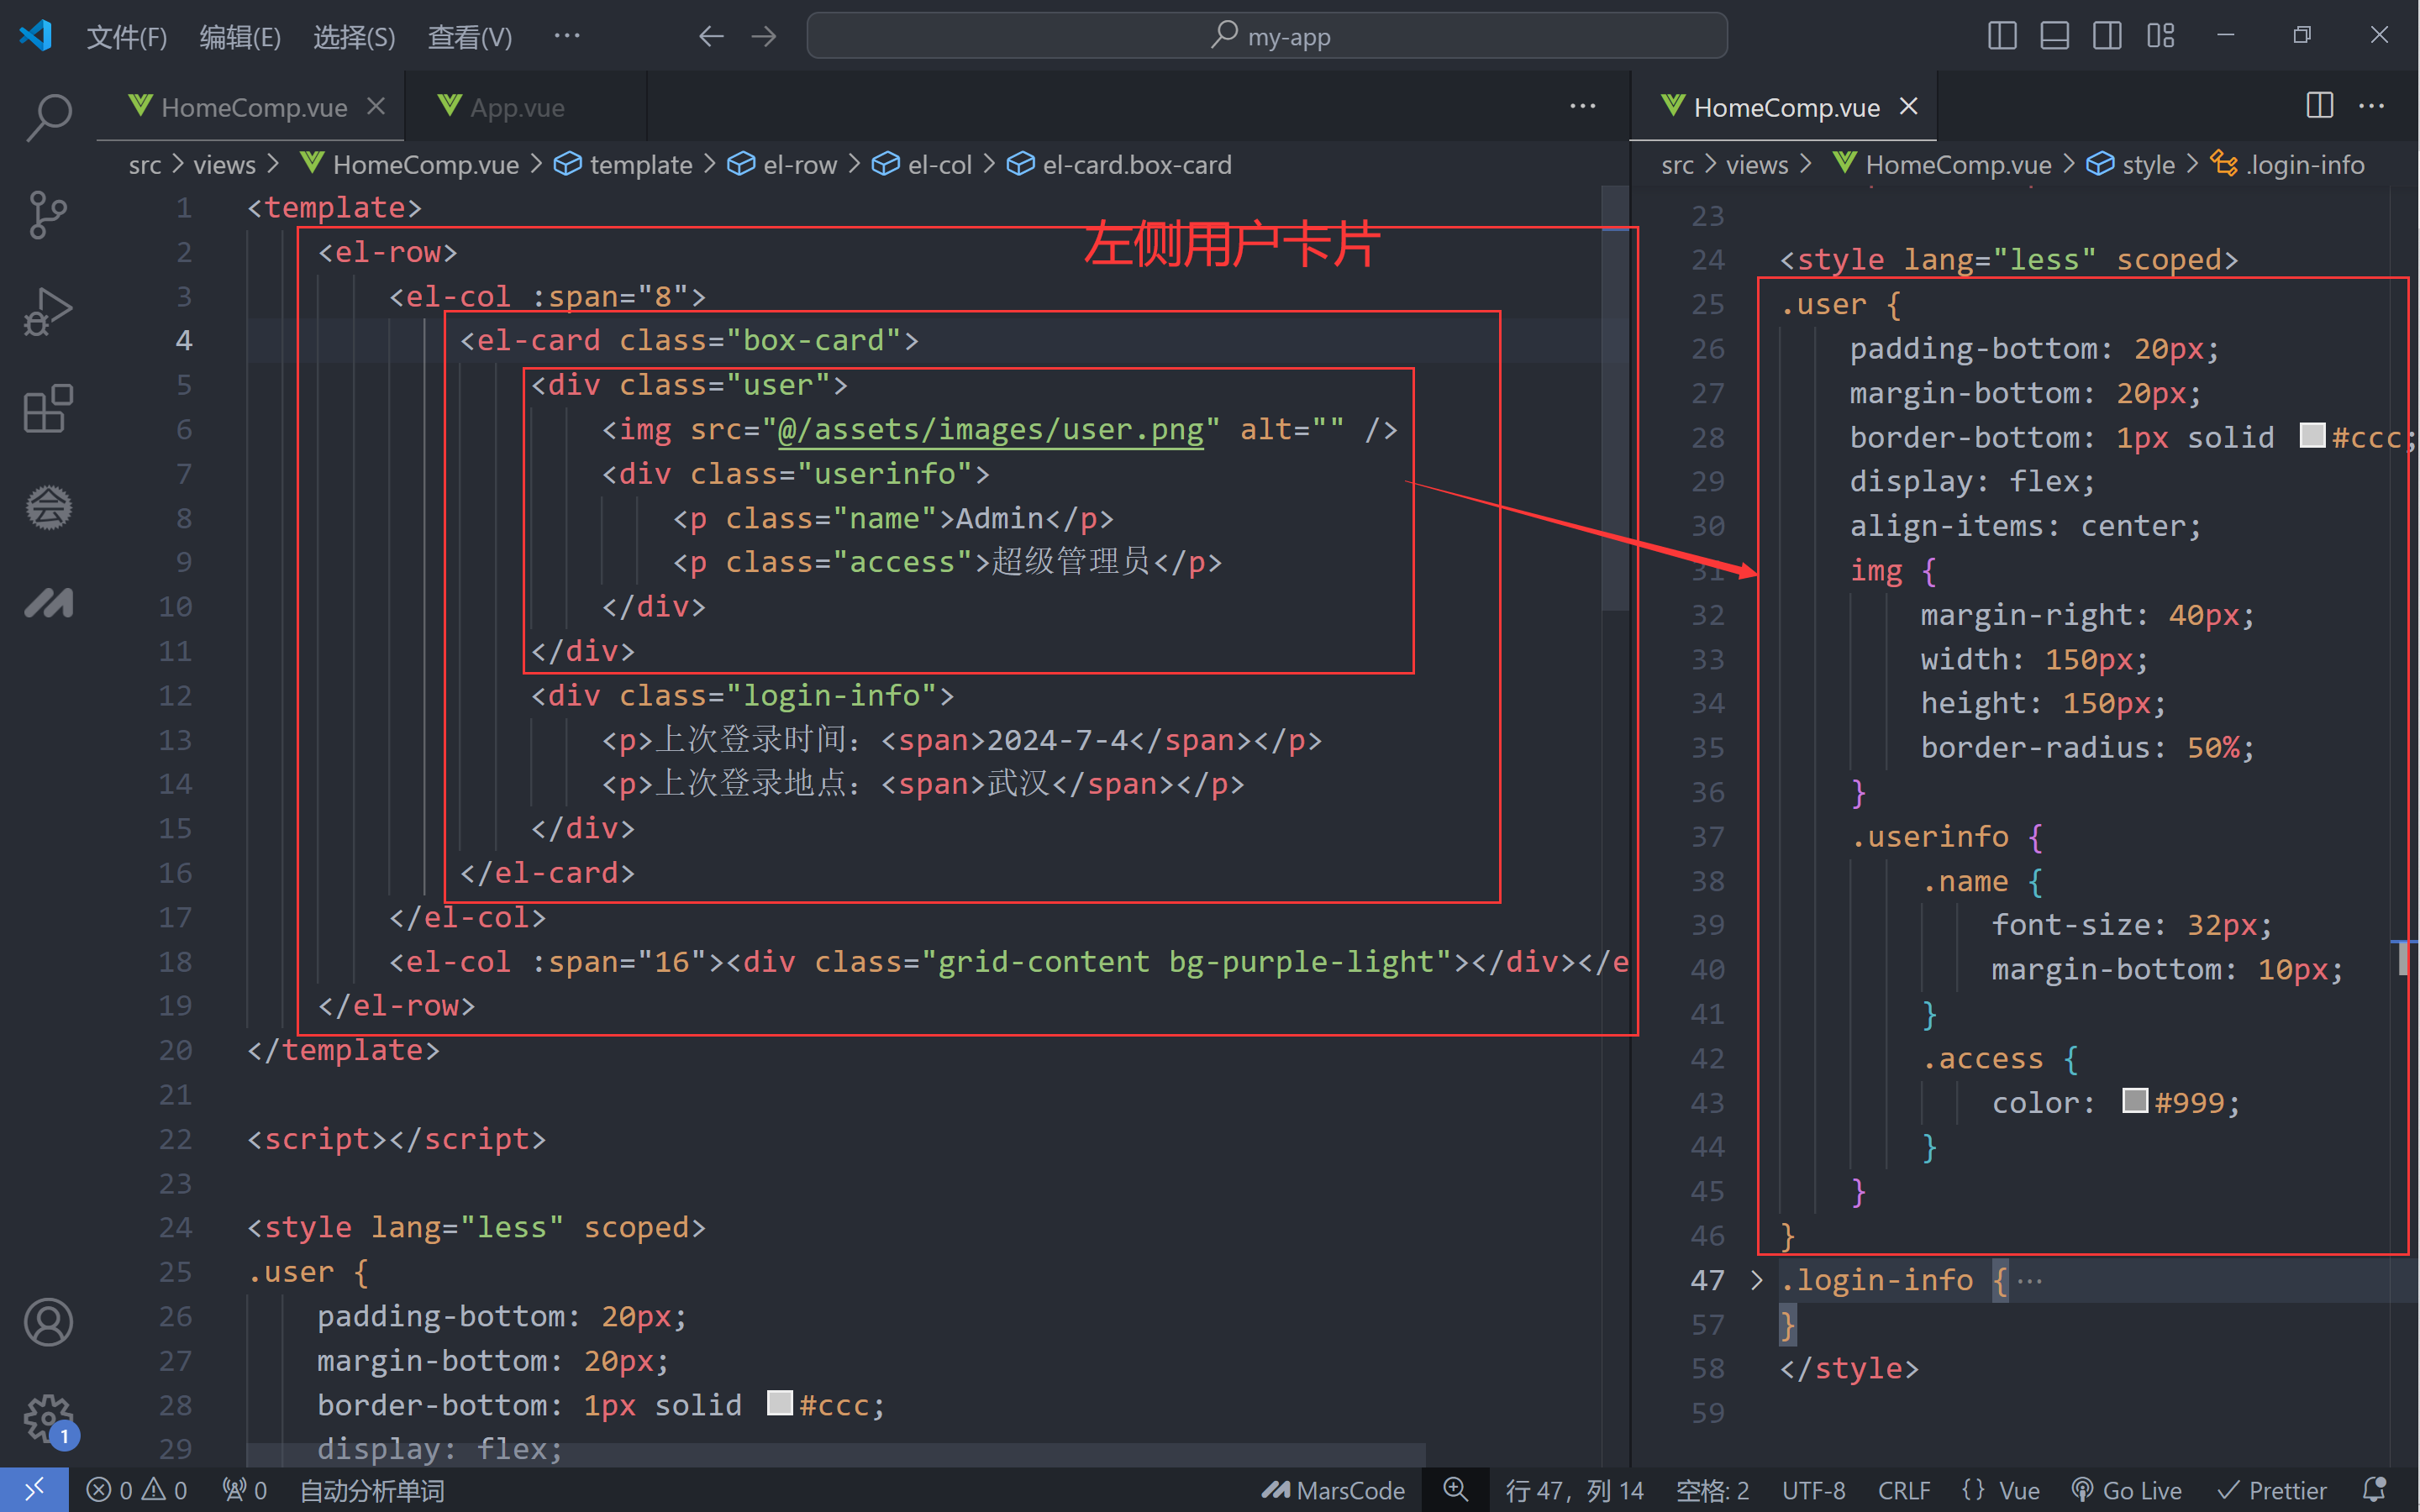 文件(F) 编辑(E) 选择(S) 查看(V) ··· my-app
HomeComp.vue App.vue ···
src > views > HomeComp.vue > template > el-row > el-col > el-card.box-card
左侧用户卡片
1 <template>
2 <el-row>
3 <el-col :span="8">
4 <el-card class="box-card">
5 <div class="user">
6 <img src="@/assets/images/user.png" alt="" />
7 <div class="userinfo">
8 <p class="name">Admin</p>
9 <p class="access">超级管理员</p>
10 </div>
11 </div>
12 <div class="login-info">
13 <p>上次登录时间：<span>2024-7-4</span></p>
14 <p>上次登录地点：<span>武汉</span></p>
15 </div>
16 </el-card>
17 </el-col>
18 <el-col :span="16"><div class="grid-content bg-purple-light"></div></e
19 </el-row>
20 </template>
21
22 <script></script>
23
24 <style lang="less" scoped>
25 .user {
26 padding-bottom: 20px;
27 margin-bottom: 20px;
28 border-bottom: 1px solid #ccc;
29 display: flex;
HomeComp.vue ···
src > views > HomeComp.vue > style > .login-info
23
24 <style lang="less" scoped>
25 .user {
26 padding-bottom: 20px;
27 margin-bottom: 20px;
28 border-bottom: 1px solid #ccc;
29 display: flex;
30 align-items: center;
31 img {
32 margin-right: 40px;
33 width: 150px;
34 height: 150px;
35 border-radius: 50%;
36 }
37 .userinfo {
38 .name {
39 font-size: 32px;
40 margin-bottom: 10px;
41 }
42 .access {
43 color: #999;
44 }
45 }
46 }
47 > .login-info {···
57 }
58 </style>
59
1
0 0 0 自动分析单词 MarsCode 行 47，列 14 空格: 2 UTF-8 CRLF {} Vue Go Live Prettier